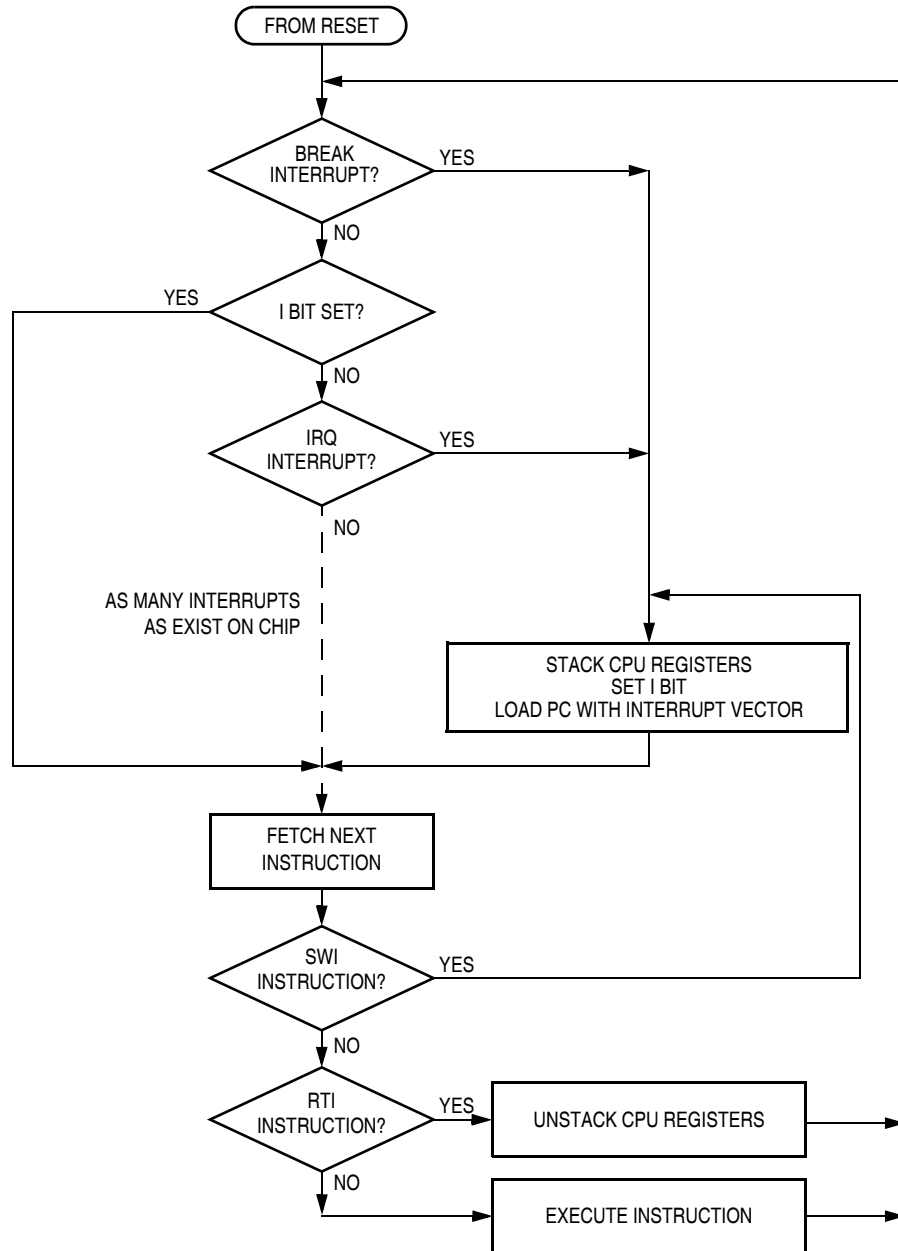 FROM RESET
BREAK
INTERRUPT?
YES
NO
YES
I BIT SET?
NO
IRQ
INTERRUPT?
YES
NO
AS MANY INTERRUPTS
AS EXIST ON CHIP
STACK CPU REGISTERS
SET I BIT
LOAD PC WITH INTERRUPT VECTOR
FETCH NEXT
INSTRUCTION
SWI
INSTRUCTION?
YES
NO
RTI
INSTRUCTION?
YES
UNSTACK CPU REGISTERS
NO
EXECUTE INSTRUCTION